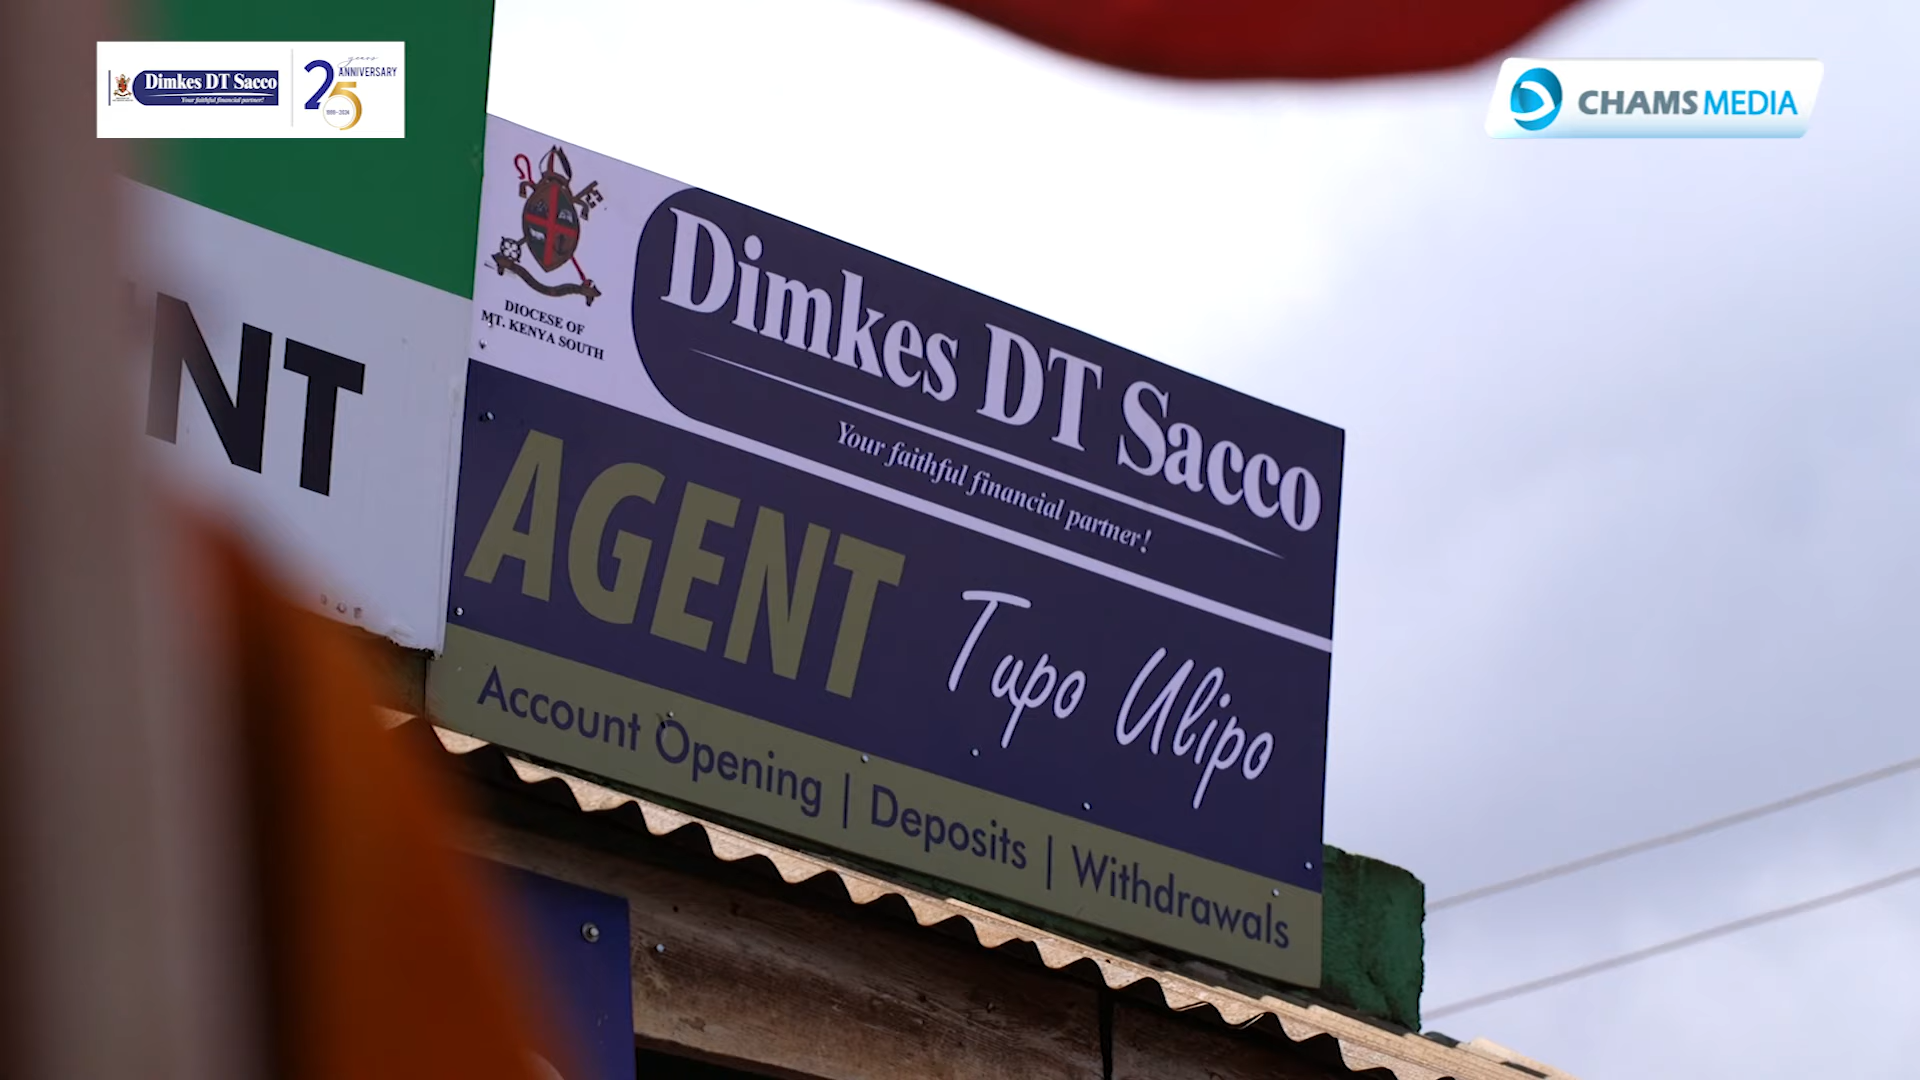 Dimkes DT Sacco
Your faithful financial partner!
25 years
ANNIVERSARY
CHAMS MEDIA
NT
DIOCESE OF
MT. KENYA SOUTH
Dimkes DT Sacco
Your faithful financial partner!
AGENT
Tupo Ulipo
Account Opening | Deposits | Withdrawals